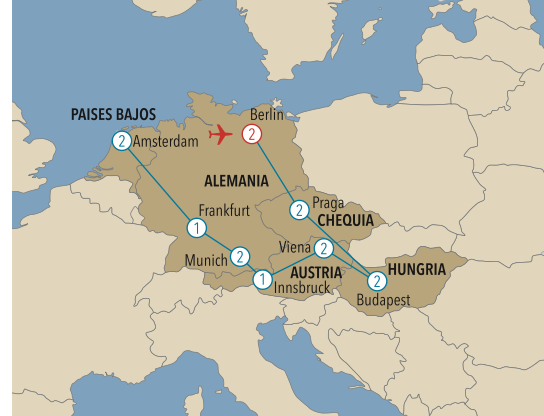 Berlin
2
PAISES BAJOS
2
Amsterdam
ALEMANIA
Praga
2
CHEQUIA
Frankfurt
1
Viena
2
Munich
2
AUSTRIA
HUNGRIA
1
Innsbruck
2
Budapest